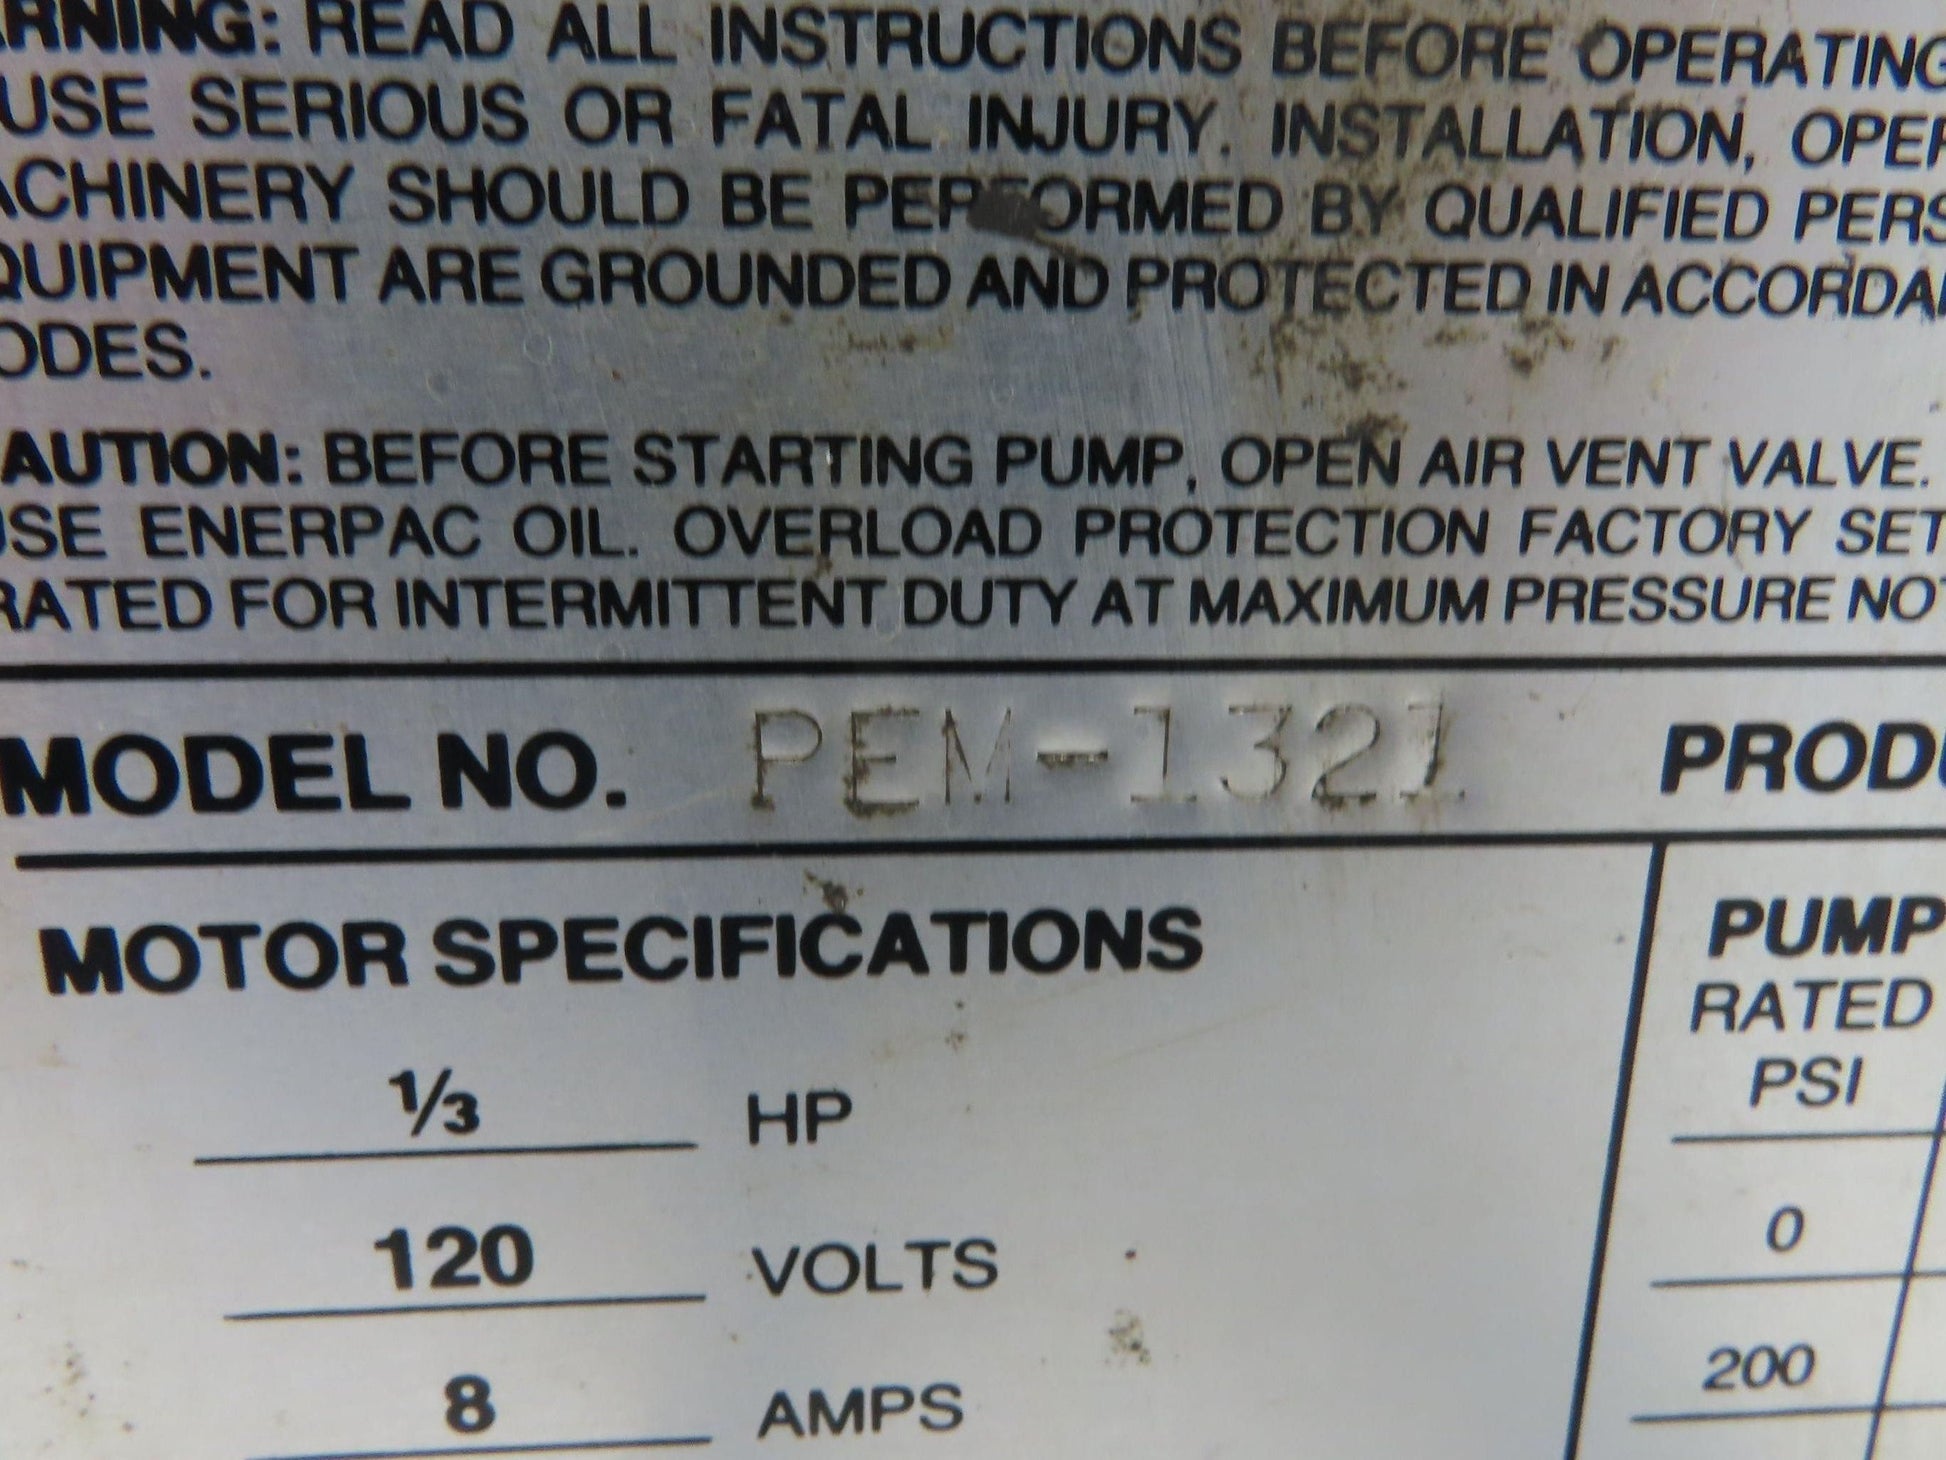 ARNING: READ ALL INSTRUCTIONS BEFORE OPERATING
USE SERIOUS OR FATAL INJURY. INSTALLATION, OPER
ACHINERY SHOULD BE PERFORMED BY QUALIFIED PERS
QUIPMENT ARE GROUNDED AND PROTECTED IN ACCORDA
ODES.
AUTION: BEFORE STARTING PUMP, OPEN AIR VENT VALVE.
USE ENERPAC OIL. OVERLOAD PROTECTION FACTORY SET
RATED FOR INTERMITTENT DUTY AT MAXIMUM PRESSURE NOT
MODEL NO. PEM-1321 PRODU
MOTOR SPECIFICATIONS
1/3 HP
120 VOLTS
8 AMPS
PUMP
RATED
PSI
0
200